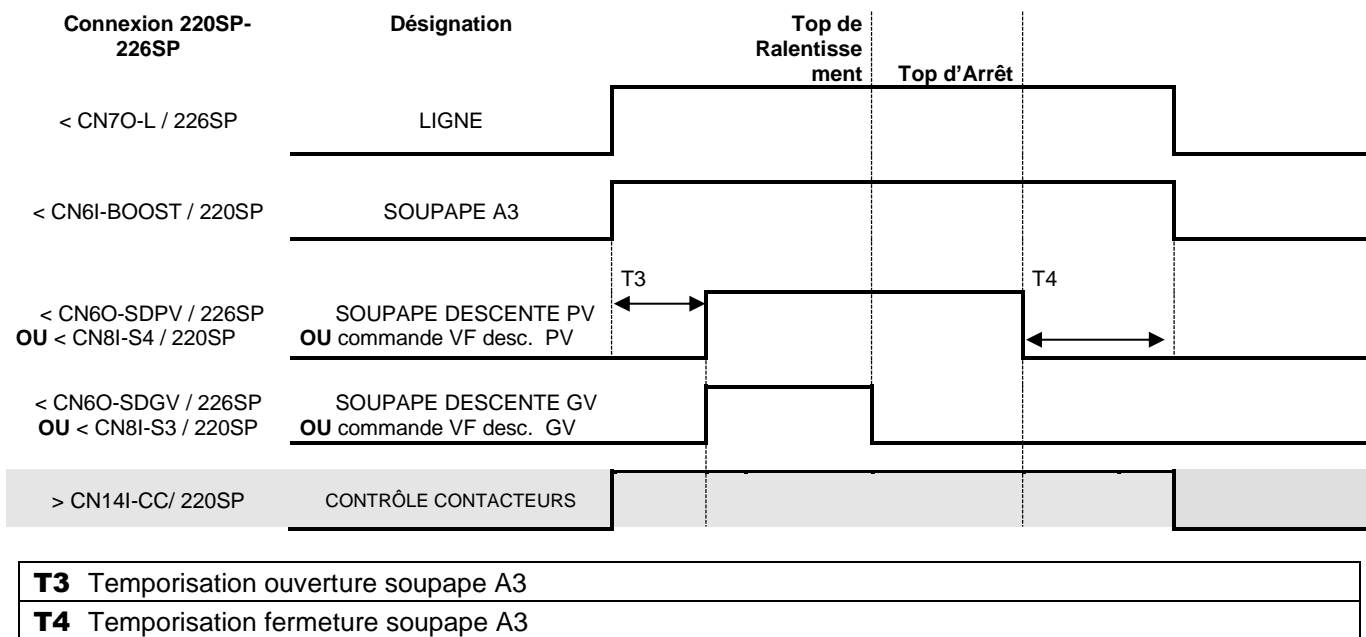 Connexion 220SP-
226SP
Désignation
Top de
Ralentisse
ment
Top d’Arrêt
< CN7O-L / 226SP
LIGNE
< CN6I-BOOST / 220SP
SOUPAPE A3
T3
T4
< CN6O-SDPV / 226SP
OU < CN8I-S4 / 220SP
SOUPAPE DESCENTE PV
OU commande VF desc. PV
< CN6O-SDGV / 226SP
OU < CN8I-S3 / 220SP
SOUPAPE DESCENTE GV
OU commande VF desc. GV
> CN14I-CC/ 220SP
CONTRÔLE CONTACTEURS
T3 Temporisation ouverture soupape A3
T4 Temporisation fermeture soupape A3